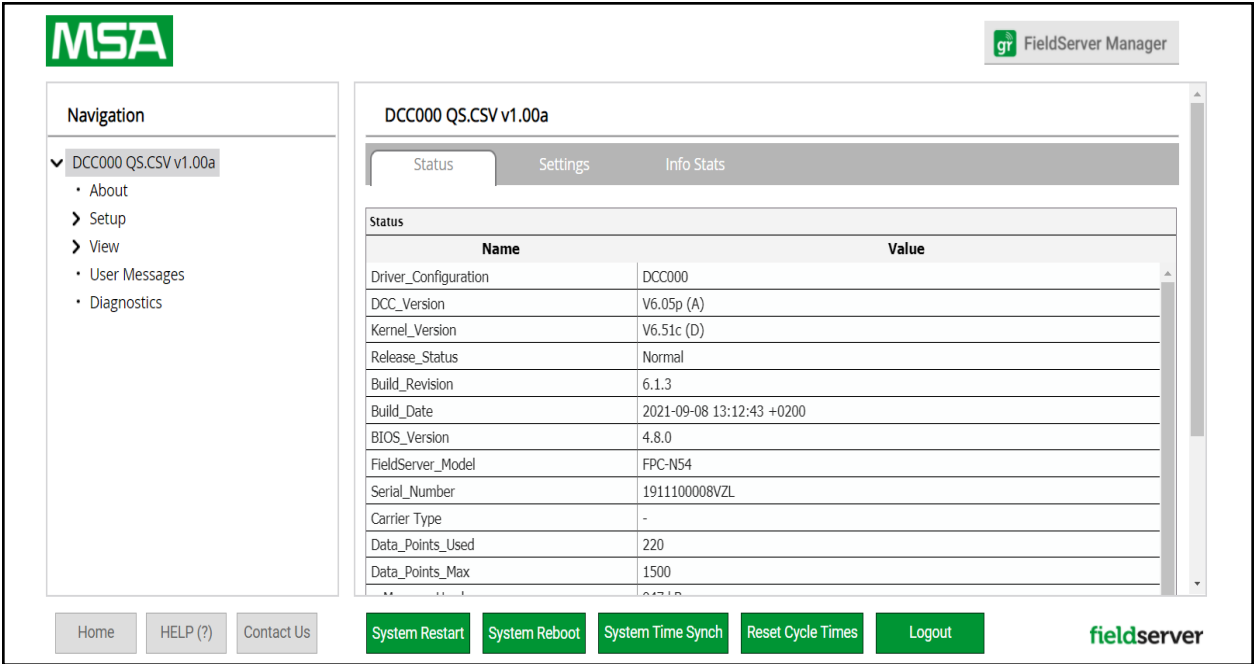 MSA
gr FieldServer Manager
Navigation
DCC000 QS.CSV v1.00a
About
Setup
View
User Messages
Diagnostics
DCC000 QS.CSV v1.00a
Status Settings Info Stats
Status
Name Value
Driver_Configuration DCC000
DCC_Version V6.05p (A)
Kernel_Version V6.51c (D)
Release_Status Normal
Build_Revision 6.1.3
Build_Date 2021-09-08 13:12:43 +0200
BIOS_Version 4.8.0
FieldServer_Model FPC-N54
Serial_Number 1911100008VZL
Carrier Type -
Data_Points_Used 220
Data_Points_Max 1500
Home HELP (?) Contact Us System Restart System Reboot System Time Synch Reset Cycle Times Logout fieldserver